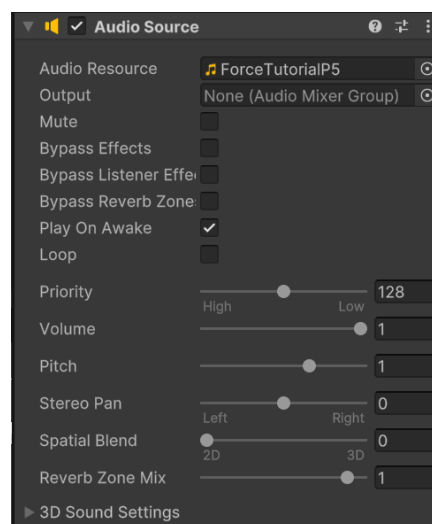 Audio Source
Audio Resource ForceTutorialP5
Output None (Audio Mixer Group)
Mute
Bypass Effects
Bypass Listener Effe
Bypass Reverb Zone
Play On Awake
Loop
Priority 128
High Low
Volume 1
Pitch 1
Stereo Pan 0
Left Right
Spatial Blend 0
2D 3D
Reverb Zone Mix 1
3D Sound Settings